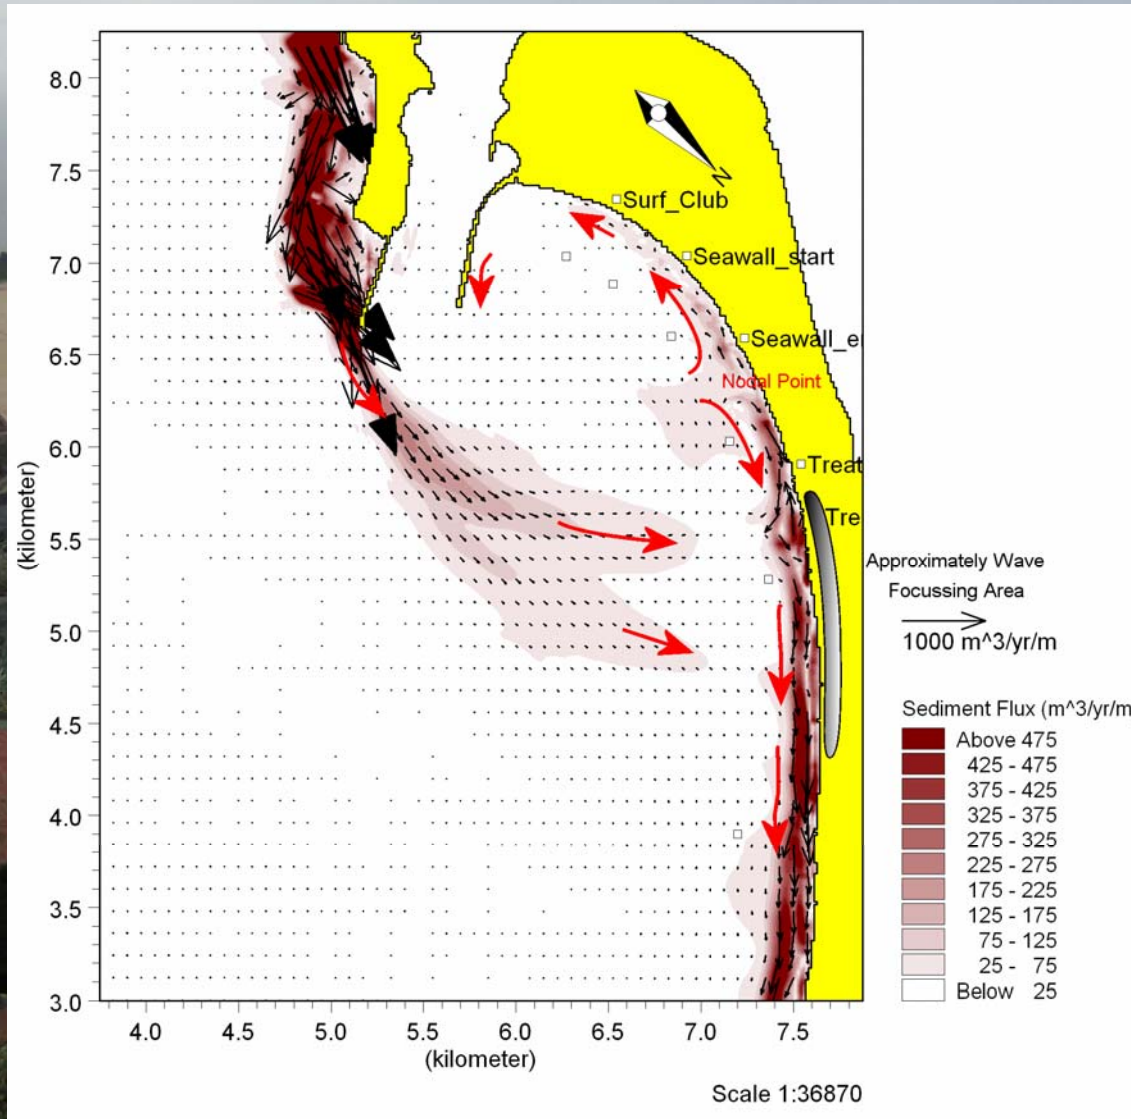 8.0
7.5
7.0
6.5
6.0
5.5
5.0
4.5
4.0
3.5
3.0
(kilometer)
4.0 4.5 5.0 5.5 6.0 6.5 7.0 7.5
(kilometer)
Scale 1:36870
N
Surf_Club
Seawall_start
Seawall_e
Nodal Point
Treat
Tre
Approximately Wave
Focussing Area
1000 m^3/yr/m
Sediment Flux (m^3/yr/m
Above 475
425 - 475
375 - 425
325 - 375
275 - 325
225 - 275
175 - 225
125 - 175
75 - 125
25 - 75
Below 25